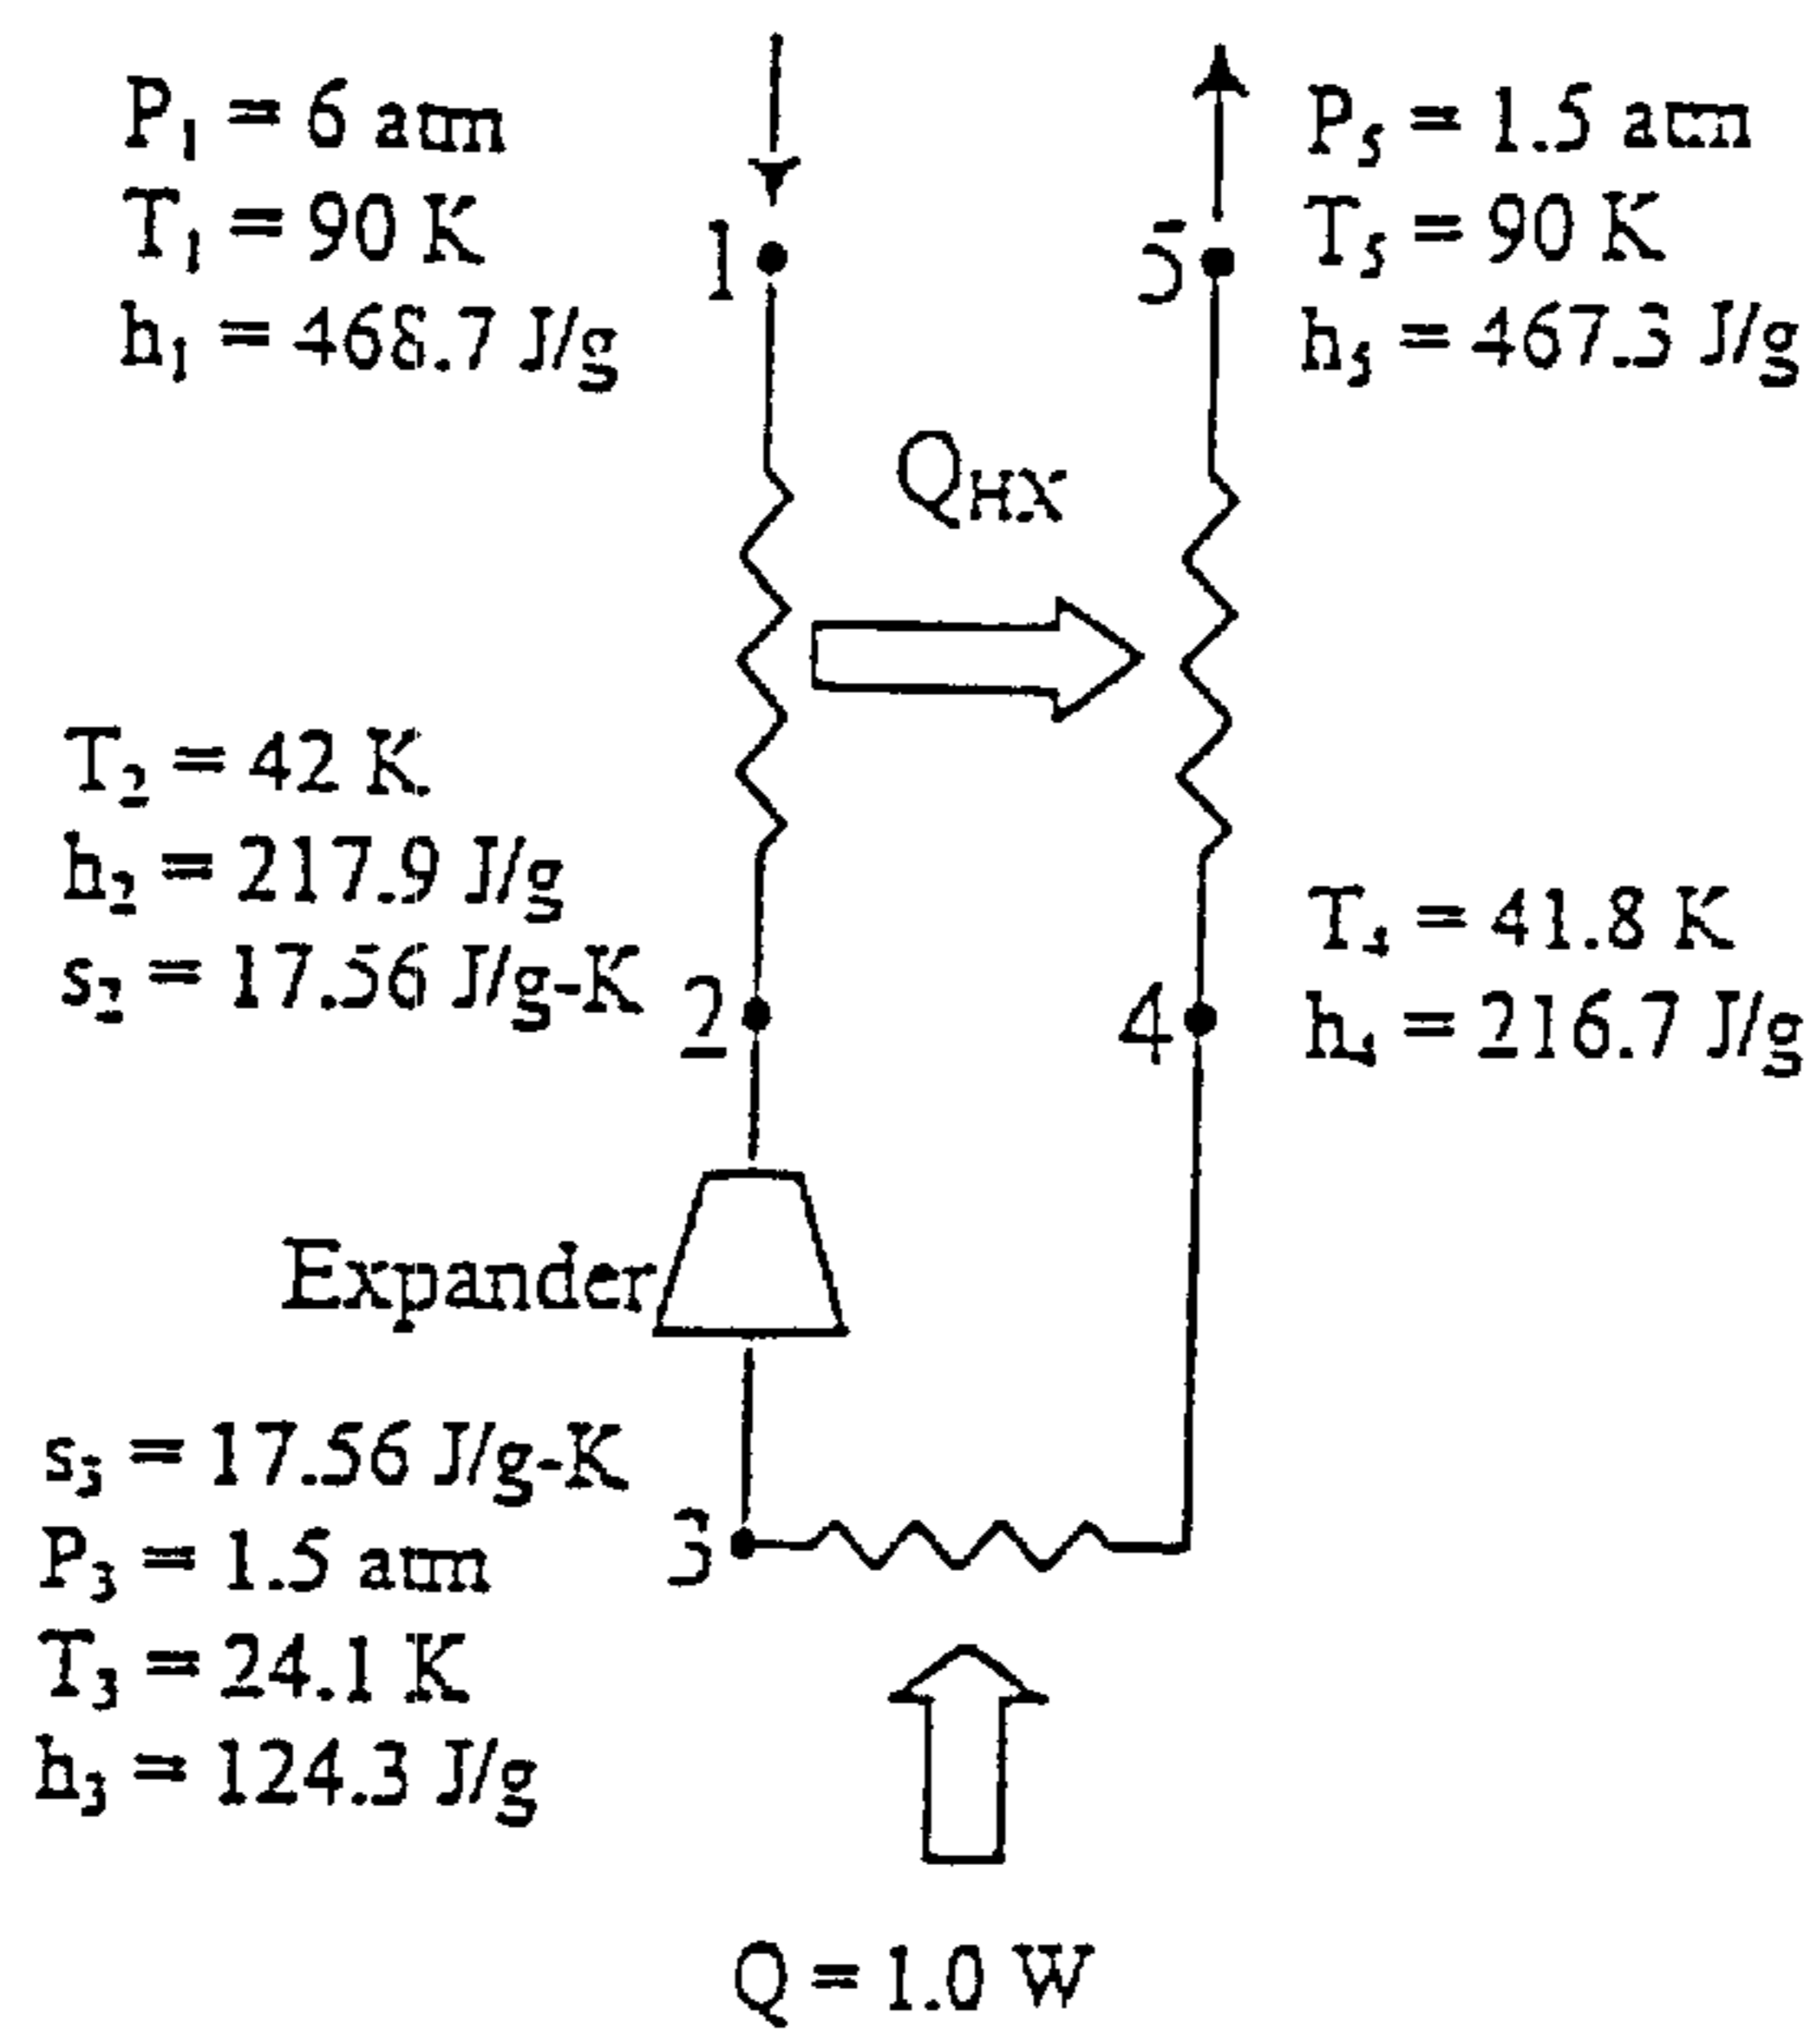 P₁ = 6 atm
T₁ = 90 K
h₁ = 468.7 J/g
1
5
P₅ = 1.5 atm
T₅ = 90 K
h₅ = 467.3 J/g
Q_HX
T₂ = 42 K
h₂ = 217.9 J/g
s₂ = 17.56 J/g-K
2
4
T₄ = 41.8 K
h₄ = 216.7 J/g
Expander
s₃ = 17.56 J/g-K
P₃ = 1.5 atm
T₃ = 24.1 K
h₃ = 124.3 J/g
3
Q = 1.0 W